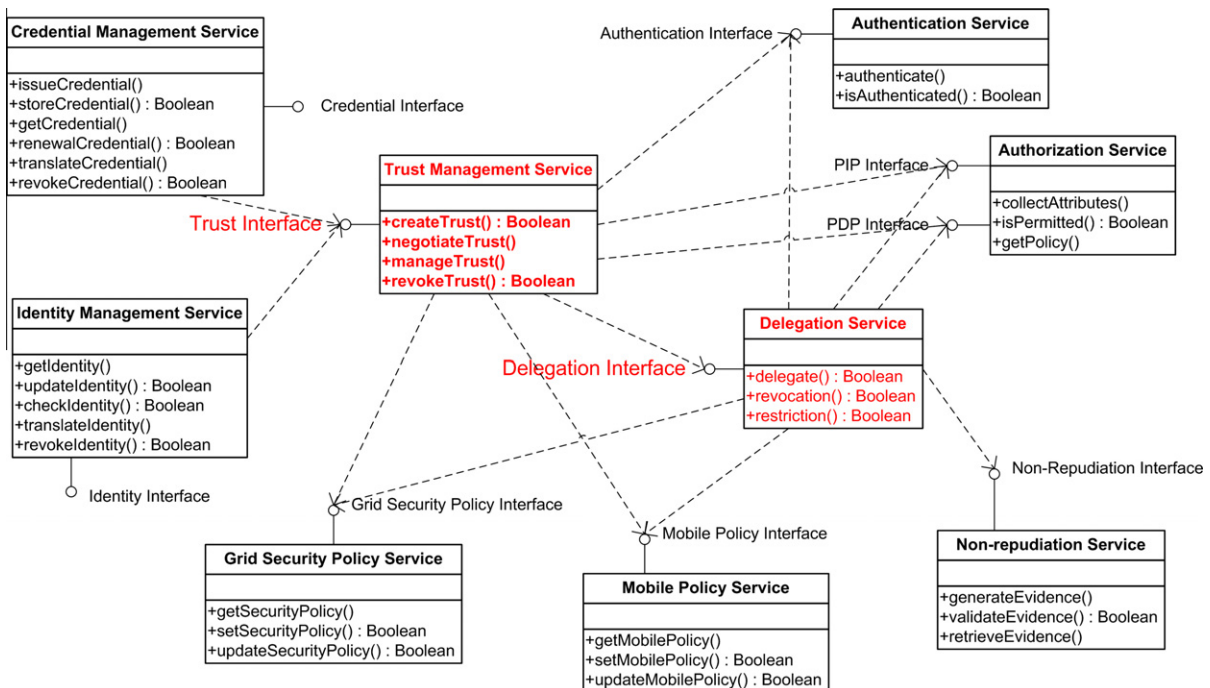 Credential Management Service
+issueCredential()
+storeCredential() : Boolean
+getCredential()
+renewalCredential() : Boolean
+translateCredential()
+revokeCredential() : Boolean
Credential Interface
Authentication Interface
Authentication Service
+authenticate()
+isAuthenticated() : Boolean
Trust Interface
Trust Management Service
+createTrust() : Boolean
+negotiateTrust()
+manageTrust()
+revokeTrust() : Boolean
PIP Interface
PDP Interface
Authorization Service
+collectAttributes()
+isPermitted() : Boolean
+getPolicy()
Identity Management Service
+getIdentity()
+updateIdentity() : Boolean
+checkIdentity() : Boolean
+translateIdentity()
+revokeIdentity() : Boolean
Identity Interface
Delegation Interface
Delegation Service
+delegate() : Boolean
+revocation() : Boolean
+restriction() : Boolean
Grid Security Policy Interface
Grid Security Policy Service
+getSecurityPolicy()
+setSecurityPolicy() : Boolean
+updateSecurityPolicy() : Boolean
Mobile Policy Interface
Mobile Policy Service
+getMobilePolicy()
+setMobilePolicy() : Boolean
+updateMobilePolicy() : Boolean
Non-Repudiation Interface
Non-repudiation Service
+generateEvidence()
+validateEvidence() : Boolean
+retrieveEvidence()